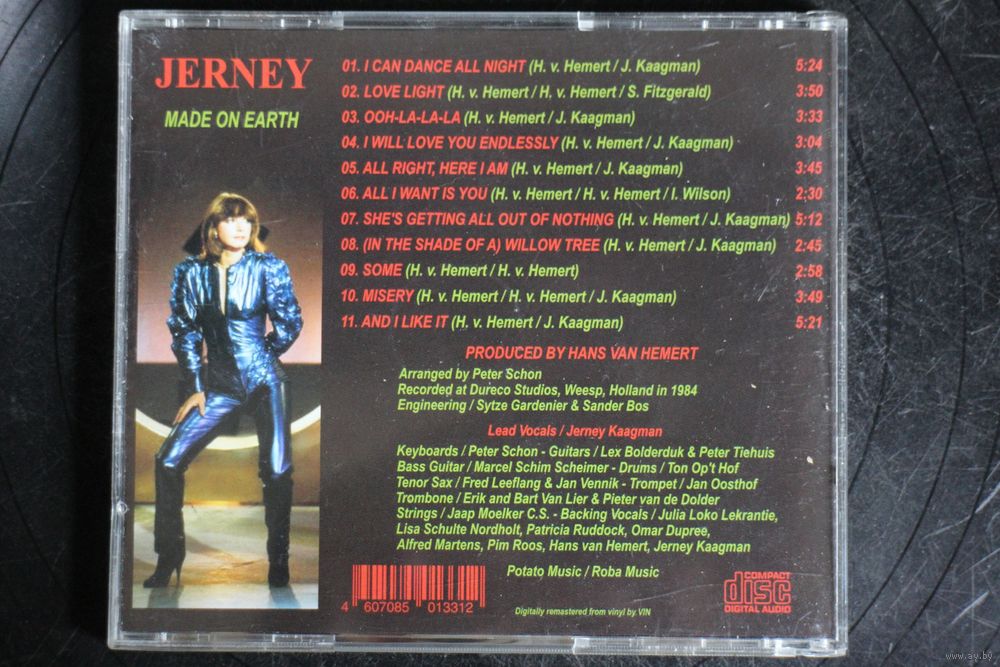 JERNEY
MADE ON EARTH
01. I CAN DANCE ALL NIGHT (H. v. Hemert / J. Kaagman) 5:24
02. LOVE LIGHT (H. v. Hemert / H. v. Hemert / S. Fitzgerald) 3:50
03. OOH-LA-LA-LA (H. v. Hemert / J. Kaagman) 3:33
04. I WILL LOVE YOU ENDLESSLY (H. v. Hemert / J. Kaagman) 3:04
05. ALL RIGHT, HERE I AM (H. v. Hemert / J. Kaagman) 3:45
06. ALL I WANT IS YOU (H. v. Hemert / H. v. Hemert / I. Wilson) 2:30
07. SHE'S GETTING ALL OUT OF NOTHING (H. v. Hemert / J. Kaagman) 5:12
08. (IN THE SHADE OF A) WILLOW TREE (H. v. Hemert / J. Kaagman) 2:45
09. SOME (H. v. Hemert / H. v. Hemert) 2:58
10. MISERY (H. v. Hemert / H. v. Hemert / J. Kaagman) 3:49
11. AND I LIKE IT (H. v. Hemert / J. Kaagman) 5:21
PRODUCED BY HANS VAN HEMERT
Arranged by Peter Schon
Recorded at Dureco Studios, Weesp, Holland in 1984
Engineering / Sytze Gardenier & Sander Bos
Lead Vocals / Jerney Kaagman
Keyboards / Peter Schon - Guitars / Lex Bolderduk & Peter Tiehuis
Bass Guitar / Marcel Schim Scheimer - Drums / Ton Op't Hof
Tenor Sax / Fred Leeflang & Jan Vennik - Trompet / Jan Oosthof
Trombone / Erik and Bart Van Lier & Pieter van de Dolder
Strings / Jaap Moelker C.S. - Backing Vocals / Julia Loko Lekrantie,
Lisa Schulte Nordholt, Patricia Ruddock, Omar Dupree,
Alfred Martens, Pim Roos, Hans van Hemert, Jerney Kaagman
Potato Music / Roba Music
4 607085 013312
Digitally remastered from vinyl by VIN
COMPACT
disc
DIGITAL AUDIO
www.ay.by